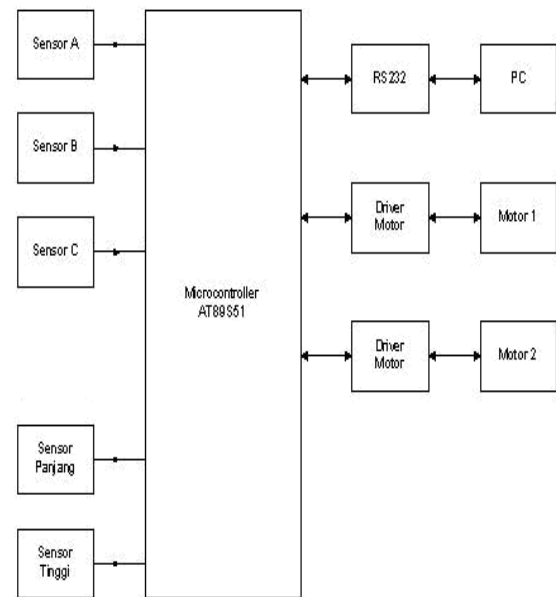 Sensor A
Sensor B
Sensor C
Sensor
Panjang
Sensor
Tinggi
Microcontroller
AT89S51
RS232
PC
Driver
Motor
Motor 1
Driver
Motor
Motor 2